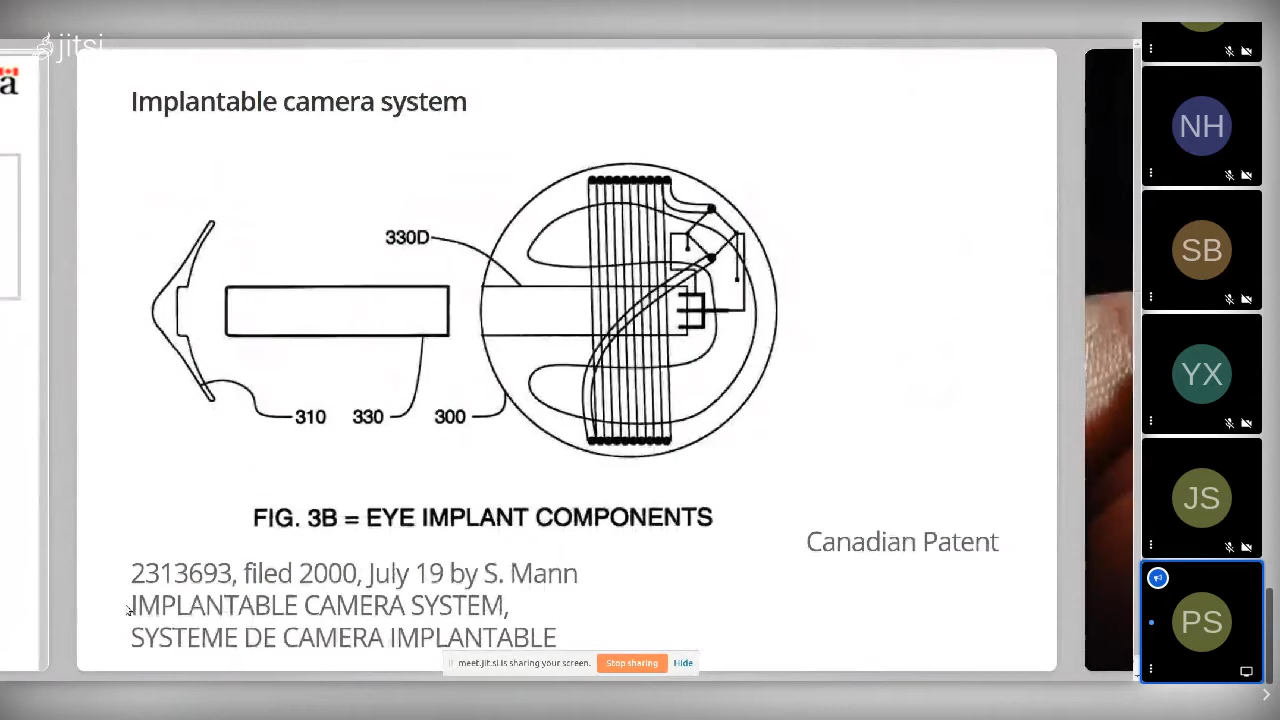 jitsi
a
Implantable camera system
330D
310 330 300
FIG. 3B = EYE IMPLANT COMPONENTS
Canadian Patent
2313693, filed 2000, July 19 by S. Mann
IMPLANTABLE CAMERA SYSTEM,
SYSTEME DE CAMERA IMPLANTABLE
meet.jit.si is sharing your screen. Stop sharing Hide
NH
SB
YX
JS
PS